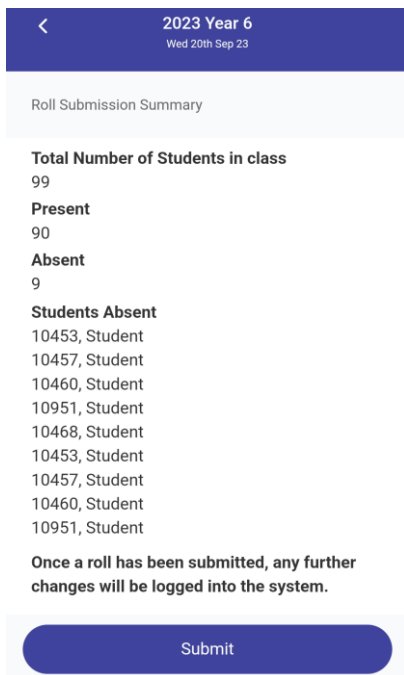 2023 Year 6
Wed 20th Sep 23
Roll Submission Summary
Total Number of Students in class
99
Present
90
Absent
9
Students Absent
10453, Student
10457, Student
10460, Student
10951, Student
10468, Student
10453, Student
10457, Student
10460, Student
10951, Student
Once a roll has been submitted, any further
changes will be logged into the system.
Submit